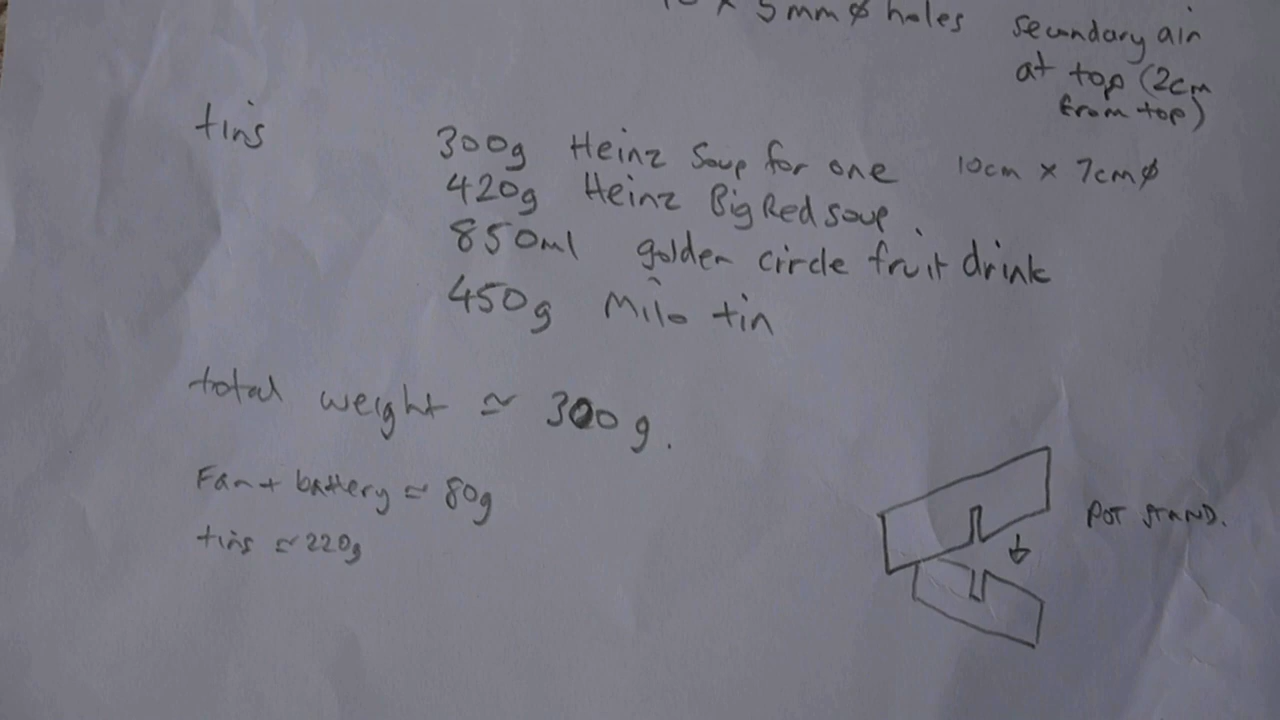 x 5mm ø holes secundary air
at top (2cm
from top)
tins
300g Heinz Soup for one 10cm x 7cmø
420g Heinz Big Red soup.
850ml golden circle fruit drink
450g Milo tin
total weight ≃ 300g.
Fan + battery ≃ 80g
tins ≃ 220g
POT STAND.